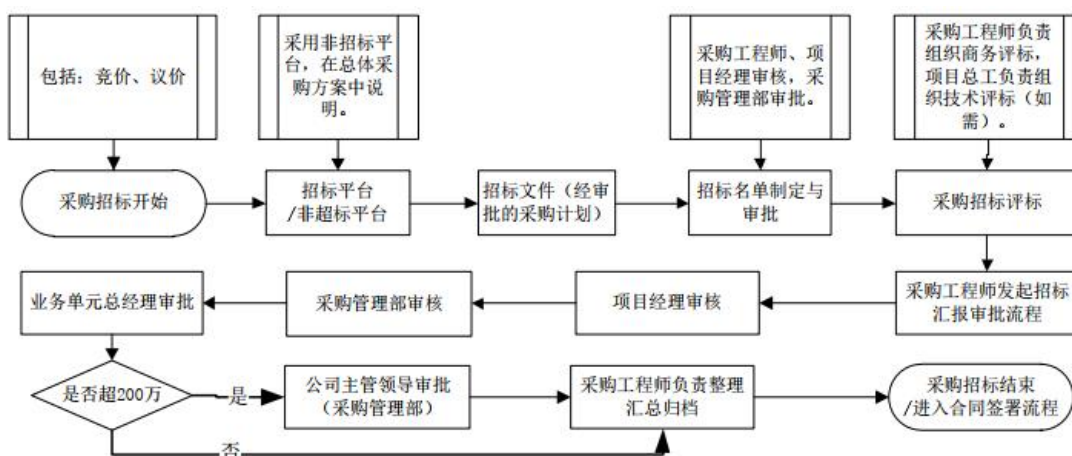 包括：竞价、议价
采用非招标平
台，在总体采
购方案中说
明。
采购工程师、项
目经理审核，采
购管理部审批。
采购工程师负责
组织商务评标，
项目总工负责组
织技术评标（如
需）。
采购招标开始
招标平台
/非超标平台
招标文件（经审
批的采购计划）
招标名单制定与
审批
采购招标评标
业务单元总经理审批
采购管理部审核
项目经理审核
采购工程师发起招标
汇报审批流程
是否超200万
是
公司主管领导审批
（采购管理部）
采购工程师负责整理
汇总归档
采购招标结束
/进入合同签署流程
否